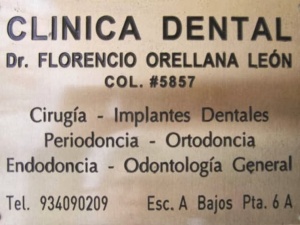 CLINICA DENTAL
Dr. FLORENCIO ORELLANA LEÓN
COL. #5857
Cirugía - Implantes Dentales
Periodoncia - Ortodoncia
Endodoncia - Odontología General
Tel. 934090209 Esc. A Bajos Pta. 6 A